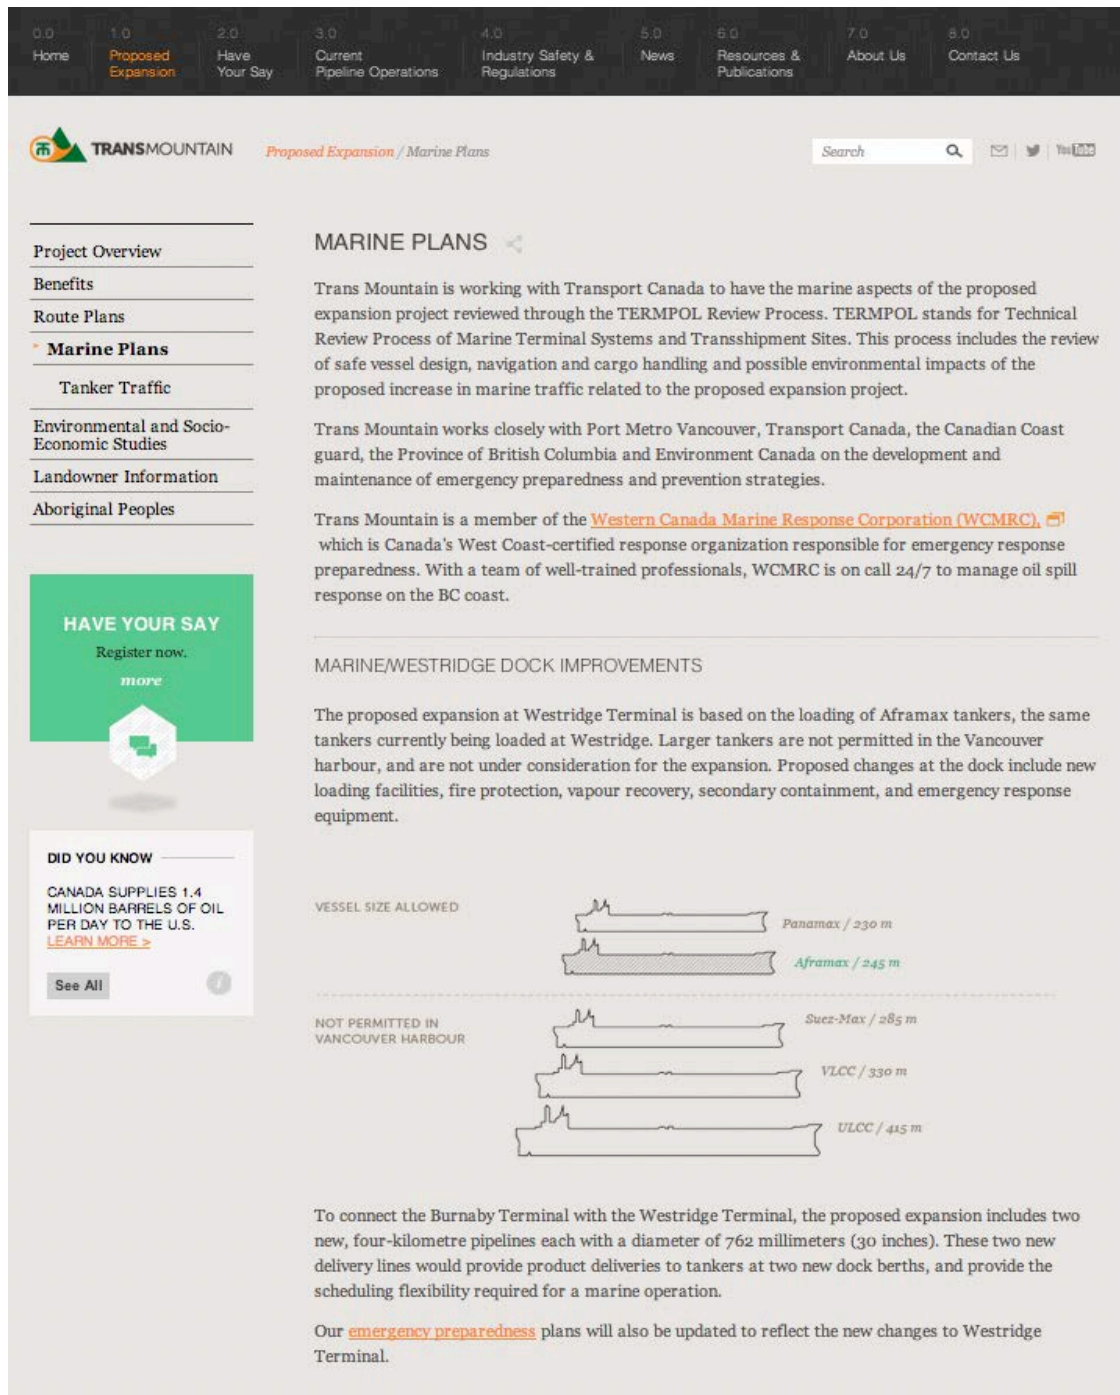 0.0
Home
1.0
Proposed
Expansion
2.0
Have
Your Say
3.0
Current
Pipeline Operations
4.0
Industry Safety &
Regulations
5.0
News
6.0
Resources &
Publications
7.0
About Us
8.0
Contact Us
TRANSMOUNTAIN
Proposed Expansion / Marine Plans
Search
YouTube
Project Overview
Benefits
Route Plans
Marine Plans
Tanker Traffic
Environmental and Socio-
Economic Studies
Landowner Information
Aboriginal Peoples
HAVE YOUR SAY
Register now.
more
DID YOU KNOW
CANADA SUPPLIES 1.4
MILLION BARRELS OF OIL
PER DAY TO THE U.S.
LEARN MORE >
See All
i
MARINE PLANS
Trans Mountain is working with Transport Canada to have the marine aspects of the proposed
expansion project reviewed through the TERMPOL Review Process. TERMPOL stands for Technical
Review Process of Marine Terminal Systems and Transshipment Sites. This process includes the review
of safe vessel design, navigation and cargo handling and possible environmental impacts of the
proposed increase in marine traffic related to the proposed expansion project.
Trans Mountain works closely with Port Metro Vancouver, Transport Canada, the Canadian Coast
guard, the Province of British Columbia and Environment Canada on the development and
maintenance of emergency preparedness and prevention strategies.
Trans Mountain is a member of the Western Canada Marine Response Corporation (WCMRC),
which is Canada's West Coast-certified response organization responsible for emergency response
preparedness. With a team of well-trained professionals, WCMRC is on call 24/7 to manage oil spill
response on the BC coast.
MARINE/WESTRIDGE DOCK IMPROVEMENTS
The proposed expansion at Westridge Terminal is based on the loading of Aframax tankers, the same
tankers currently being loaded at Westridge. Larger tankers are not permitted in the Vancouver
harbour, and are not under consideration for the expansion. Proposed changes at the dock include new
loading facilities, fire protection, vapour recovery, secondary containment, and emergency response
equipment.
VESSEL SIZE ALLOWED
Panamax / 230 m
Aframax / 245 m
NOT PERMITTED IN
VANCOUVER HARBOUR
Suez-Max / 285 m
VLCC / 330 m
ULCC / 415 m
To connect the Burnaby Terminal with the Westridge Terminal, the proposed expansion includes two
new, four-kilometre pipelines each with a diameter of 762 millimeters (30 inches). These two new
delivery lines would provide product deliveries to tankers at two new dock berths, and provide the
scheduling flexibility required for a marine operation.
Our emergency preparedness plans will also be updated to reflect the new changes to Westridge
Terminal.